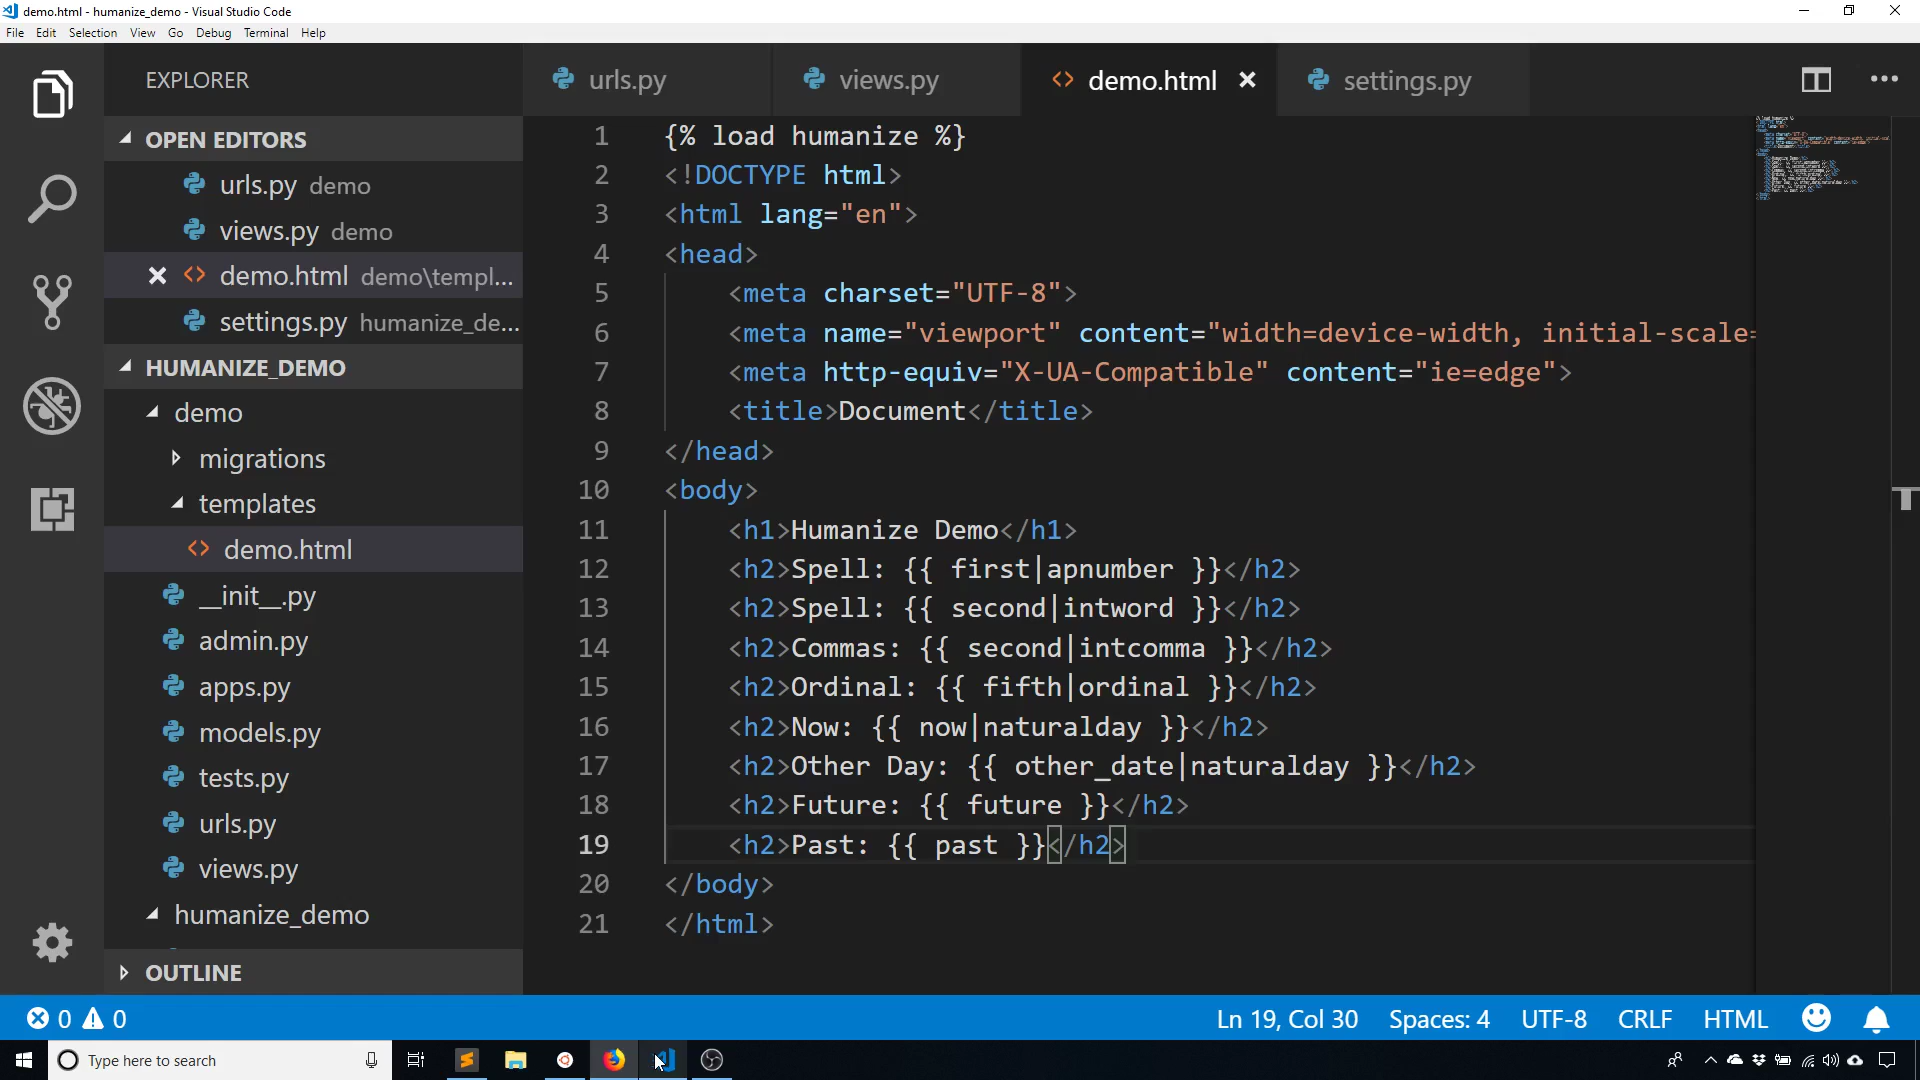 demo.html - humanize_demo - Visual Studio Code
File Edit Selection View Go Debug Terminal Help
EXPLORER
OPEN EDITORS
urls.py demo
views.py demo
demo.html demo\templ...
settings.py humanize_de...
HUMANIZE_DEMO
demo
migrations
templates
demo.html
__init__.py
admin.py
apps.py
models.py
tests.py
urls.py
views.py
humanize_demo
OUTLINE
urls.py views.py demo.html settings.py
1 {% load humanize %}
2 <!DOCTYPE html>
3 <html lang="en">
4 <head>
5 <meta charset="UTF-8">
6 <meta name="viewport" content="width=device-width, initial-scale=
7 <meta http-equiv="X-UA-Compatible" content="ie=edge">
8 <title>Document</title>
9 </head>
10 <body>
11 <h1>Humanize Demo</h1>
12 <h2>Spell: {{ first|apnumber }}</h2>
13 <h2>Spell: {{ second|intword }}</h2>
14 <h2>Commas: {{ second|intcomma }}</h2>
15 <h2>Ordinal: {{ fifth|ordinal }}</h2>
16 <h2>Now: {{ now|naturalday }}</h2>
17 <h2>Other Day: {{ other_date|naturalday }}</h2>
18 <h2>Future: {{ future }}</h2>
19 <h2>Past: {{ past }}</h2>
20 </body>
21 </html>
0 0 Ln 19, Col 30 Spaces: 4 UTF-8 CRLF HTML
Type here to search